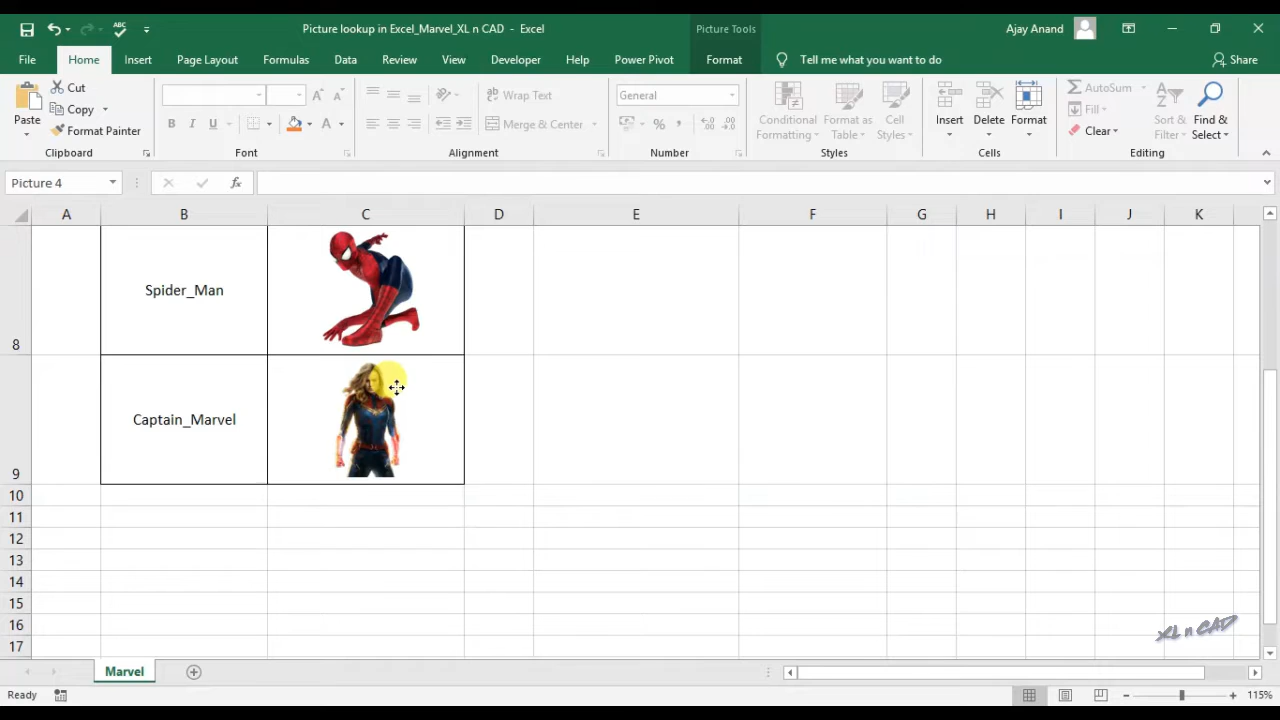 Picture lookup in Excel_Marvel_XL n CAD - Excel
Picture Tools
Ajay Anand
File Home Insert Page Layout Formulas Data Review View Developer Help Power Pivot Format Tell me what you want to do Share
Paste
Cut
Copy
Format Painter
Clipboard
B I U A
Font
Wrap Text
Merge & Center
Alignment
General
%
Number
Conditional Formatting
Format as Table
Cell Styles
Styles
Insert
Delete
Format
Cells
AutoSum
Fill
Clear
Sort & Filter
Find & Select
Editing
Picture 4
fx
A B C D E F G H I J K
Spider_Man
8
Captain_Marvel
9
10
11
12
13
14
15
16
XL n CAD
17
Marvel
Ready
115%